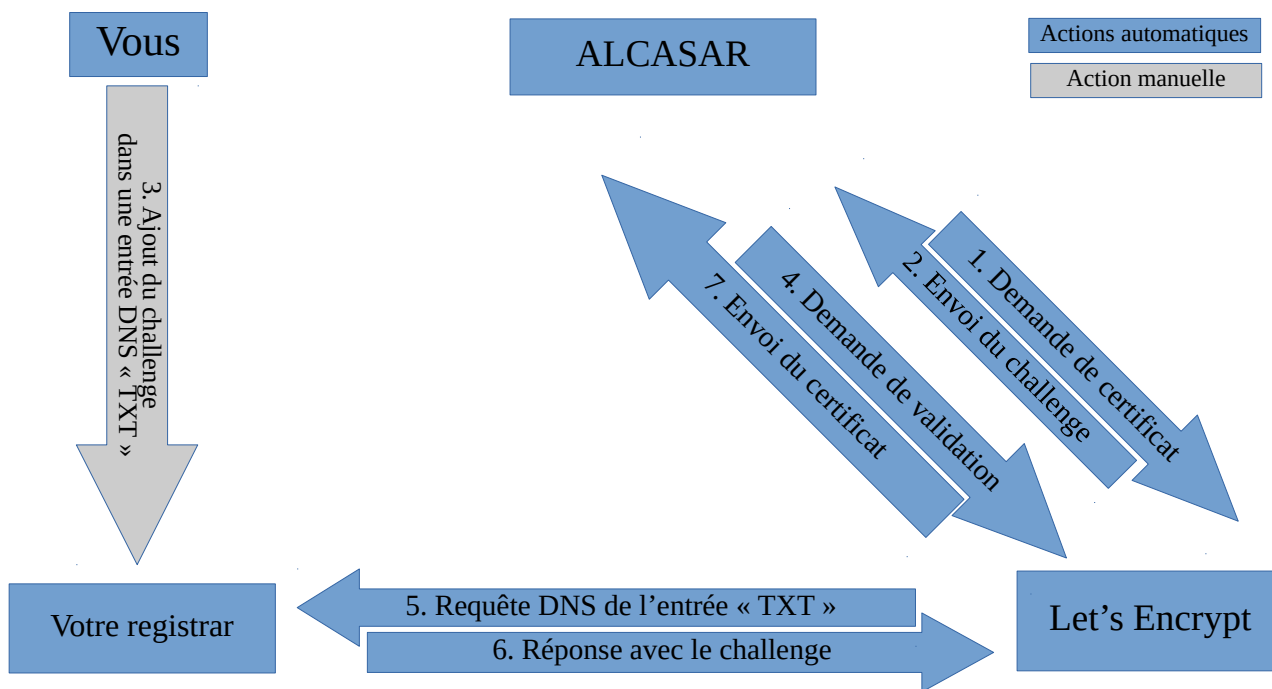 Vous
ALCASAR
Actions automatiques
Action manuelle
3. Ajout du challenge
dans une entrée DNS « TXT »
1. Demande de certificat
2. Envoi du challenge
4. Demande de validation
7. Envoi du certificat
5. Requête DNS de l’entrée « TXT »
6. Réponse avec le challenge
Votre registrar
Let’s Encrypt